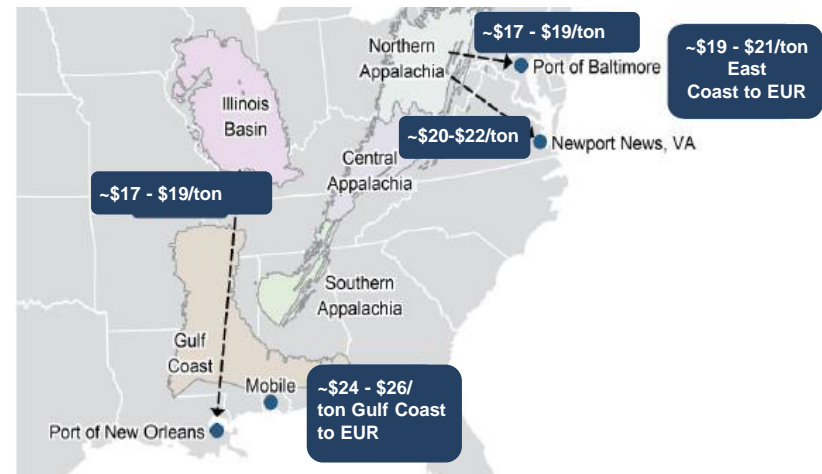 ~$17 - $19/ton
Northern
Appalachia
Port of Baltimore
~$19 - $21/ton
East
Coast to EUR
Illinois
Basin
~$20-$22/ton
Newport News, VA
Central
Appalachia
~$17 - $19/ton
Southern
Appalachia
Gulf
Coast
Mobile
~$24 - $26/
ton Gulf Coast
to EUR
Port of New Orleans